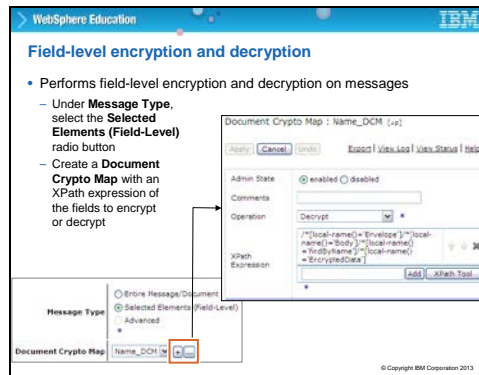 WebSphere Education
IBM
Field-level encryption and decryption
• Performs field-level encryption and decryption on messages
– Under Message Type,
select the Selected
Elements (Field-Level)
radio button
– Create a Document
Crypto Map with an
XPath expression of
the fields to encrypt
or decrypt
Document Crypto Map : Name_DCM [up]
Apply Cancel Undo Export | View Log | View Status | Help
Admin State enabled disabled
Comments
Operation Decrypt *
XPath
Expression
/*[local-name()='Envelope']/*[local-
name()='Body']/*[local-name()
='findByName']/*[local-name()
='EncryptedData']
Add XPath Tool...
*
Message Type
Entire Message/Document
Selected Elements (Field-Level)
Advanced
*
Document Crypto Map Name_DCM + ...
© Copyright IBM Corporation 2013